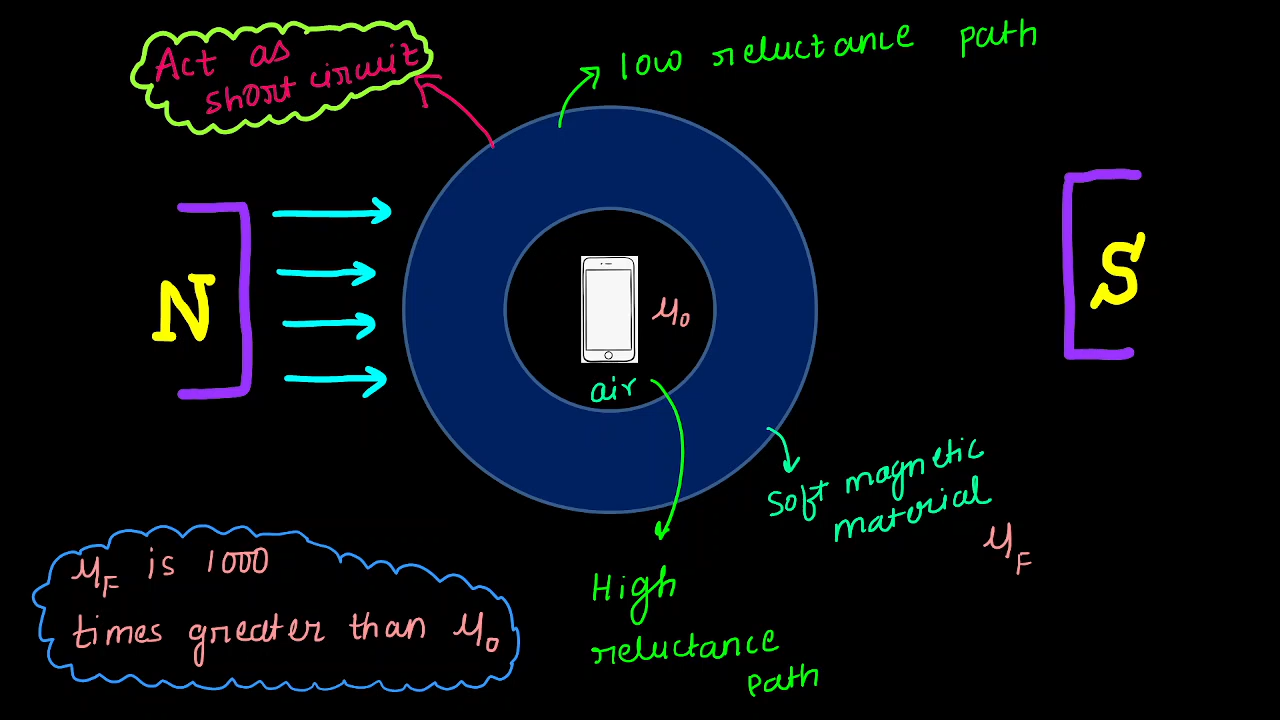 Act as
short circuit
low reluctance path
N
S
μ₀
air
soft magnetic
material
μF
High
reluctance
path
μF is 1000
times greater than μ₀